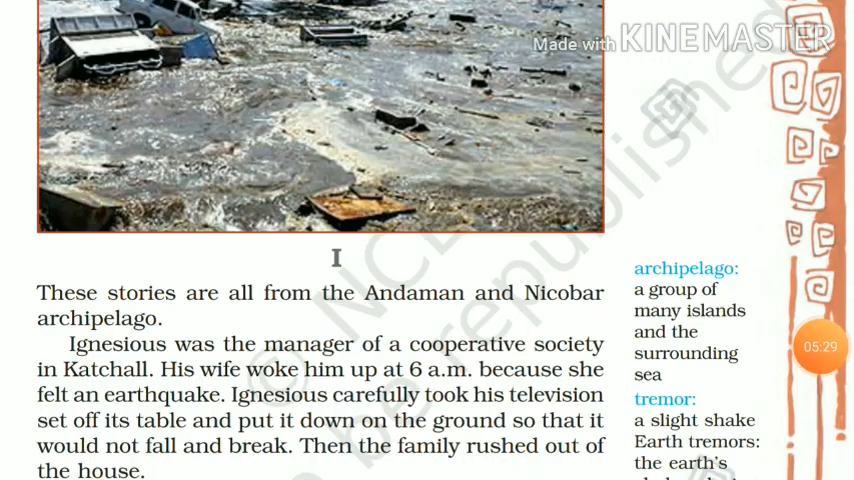 Made with KINEMASTER
I
These stories are all from the Andaman and Nicobar
archipelago.
Ignesious was the manager of a cooperative society
in Katchall. His wife woke him up at 6 a.m. because she
felt an earthquake. Ignesious carefully took his television
set off its table and put it down on the ground so that it
would not fall and break. Then the family rushed out of
the house.
archipelago:
a group of
many islands
and the
surrounding
sea
tremor:
a slight shake
Earth tremors:
the earth's
05:29
© NCE
be republished